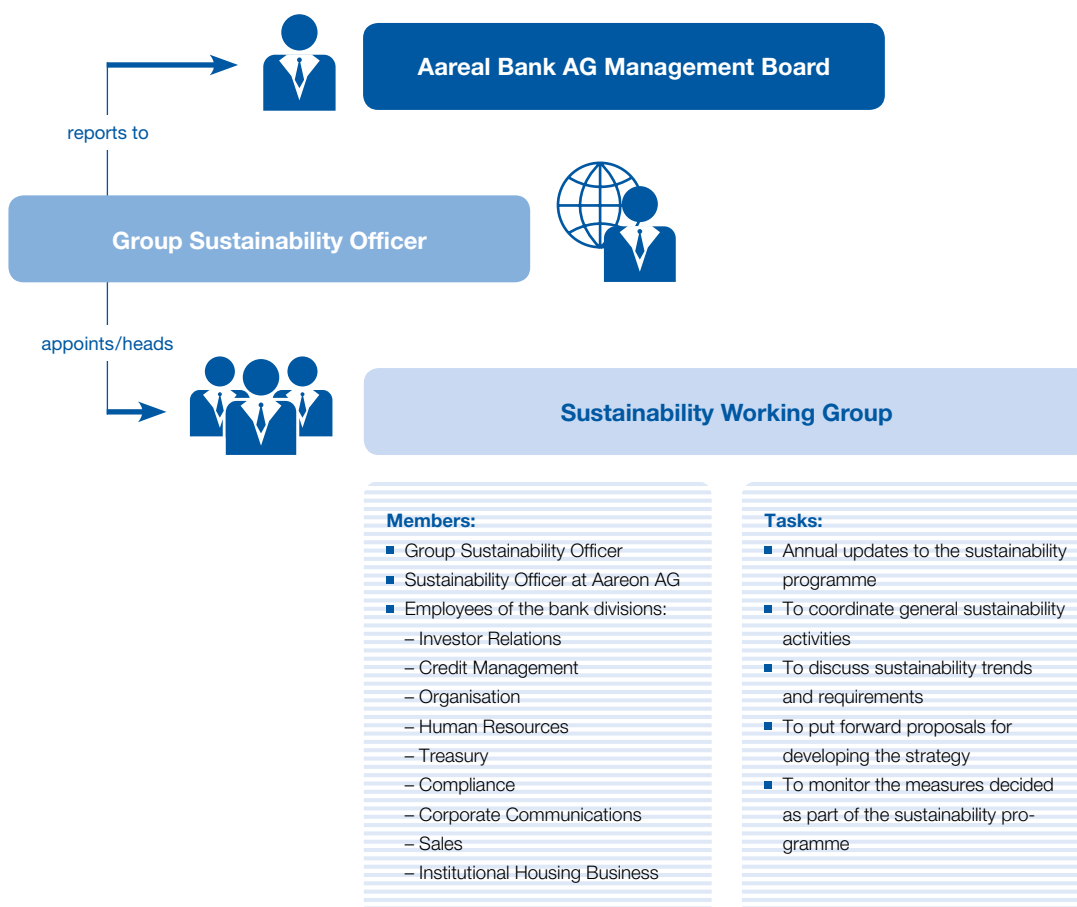 Aareal Bank AG Management Board
reports to
Group Sustainability Officer
appoints/heads
Sustainability Working Group
Members:
■ Group Sustainability Officer
■ Sustainability Officer at Aareon AG
■ Employees of the bank divisions:
– Investor Relations
– Credit Management
– Organisation
– Human Resources
– Treasury
– Compliance
– Corporate Communications
– Sales
– Institutional Housing Business
Tasks:
■ Annual updates to the sustainability
programme
■ To coordinate general sustainability
activities
■ To discuss sustainability trends
and requirements
■ To put forward proposals for
developing the strategy
■ To monitor the measures decided
as part of the sustainability pro-
gramme